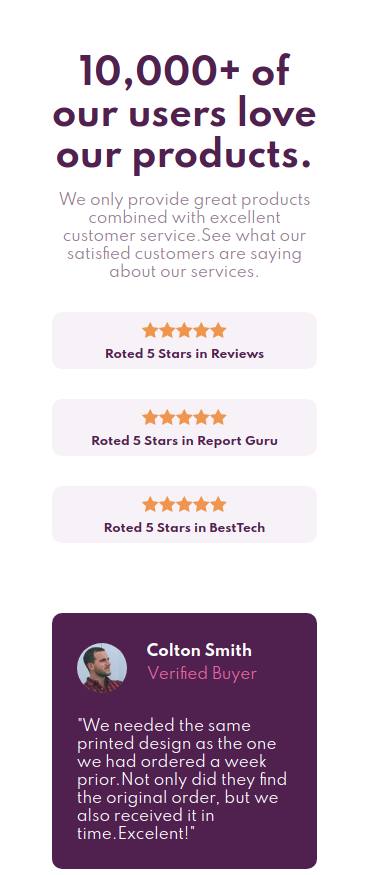 10,000+ of
our users love
our products.
We only provide great products
combined with excellent
customer service.See what our
satisfied customers are saying
about our services.
Roted 5 Stars in Reviews
Roted 5 Stars in Report Guru
Roted 5 Stars in BestTech
Colton Smith
Verified Buyer
"We needed the same
printed design as the one
we had ordered a week
prior.Not only did they find
the original order, but we
also received it in
time.Excelent!"